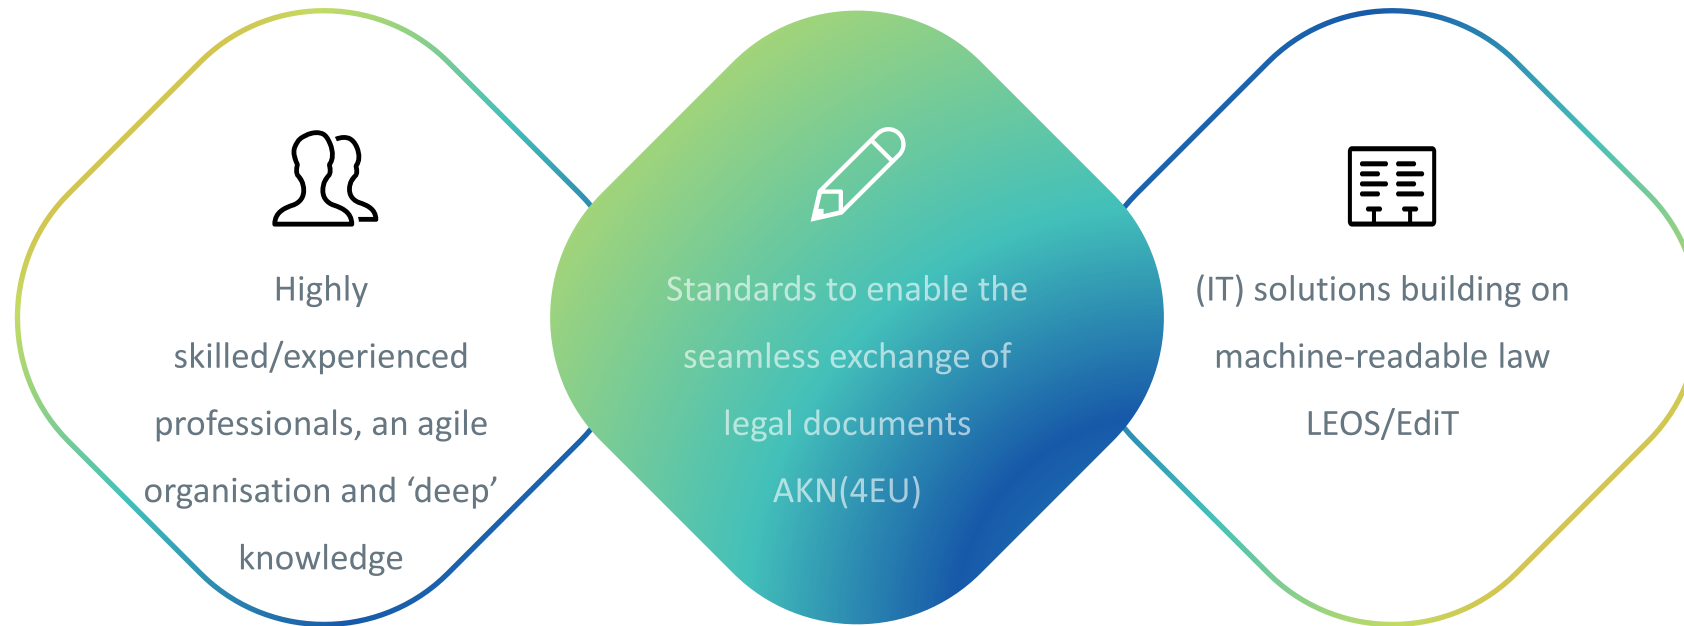 Highly
skilled/experienced
professionals, an agile
organisation and ‘deep’
knowledge
Standards to enable the
seamless exchange of
legal documents
AKN(4EU)
(IT) solutions building on
machine-readable law
LEOS/EdiT